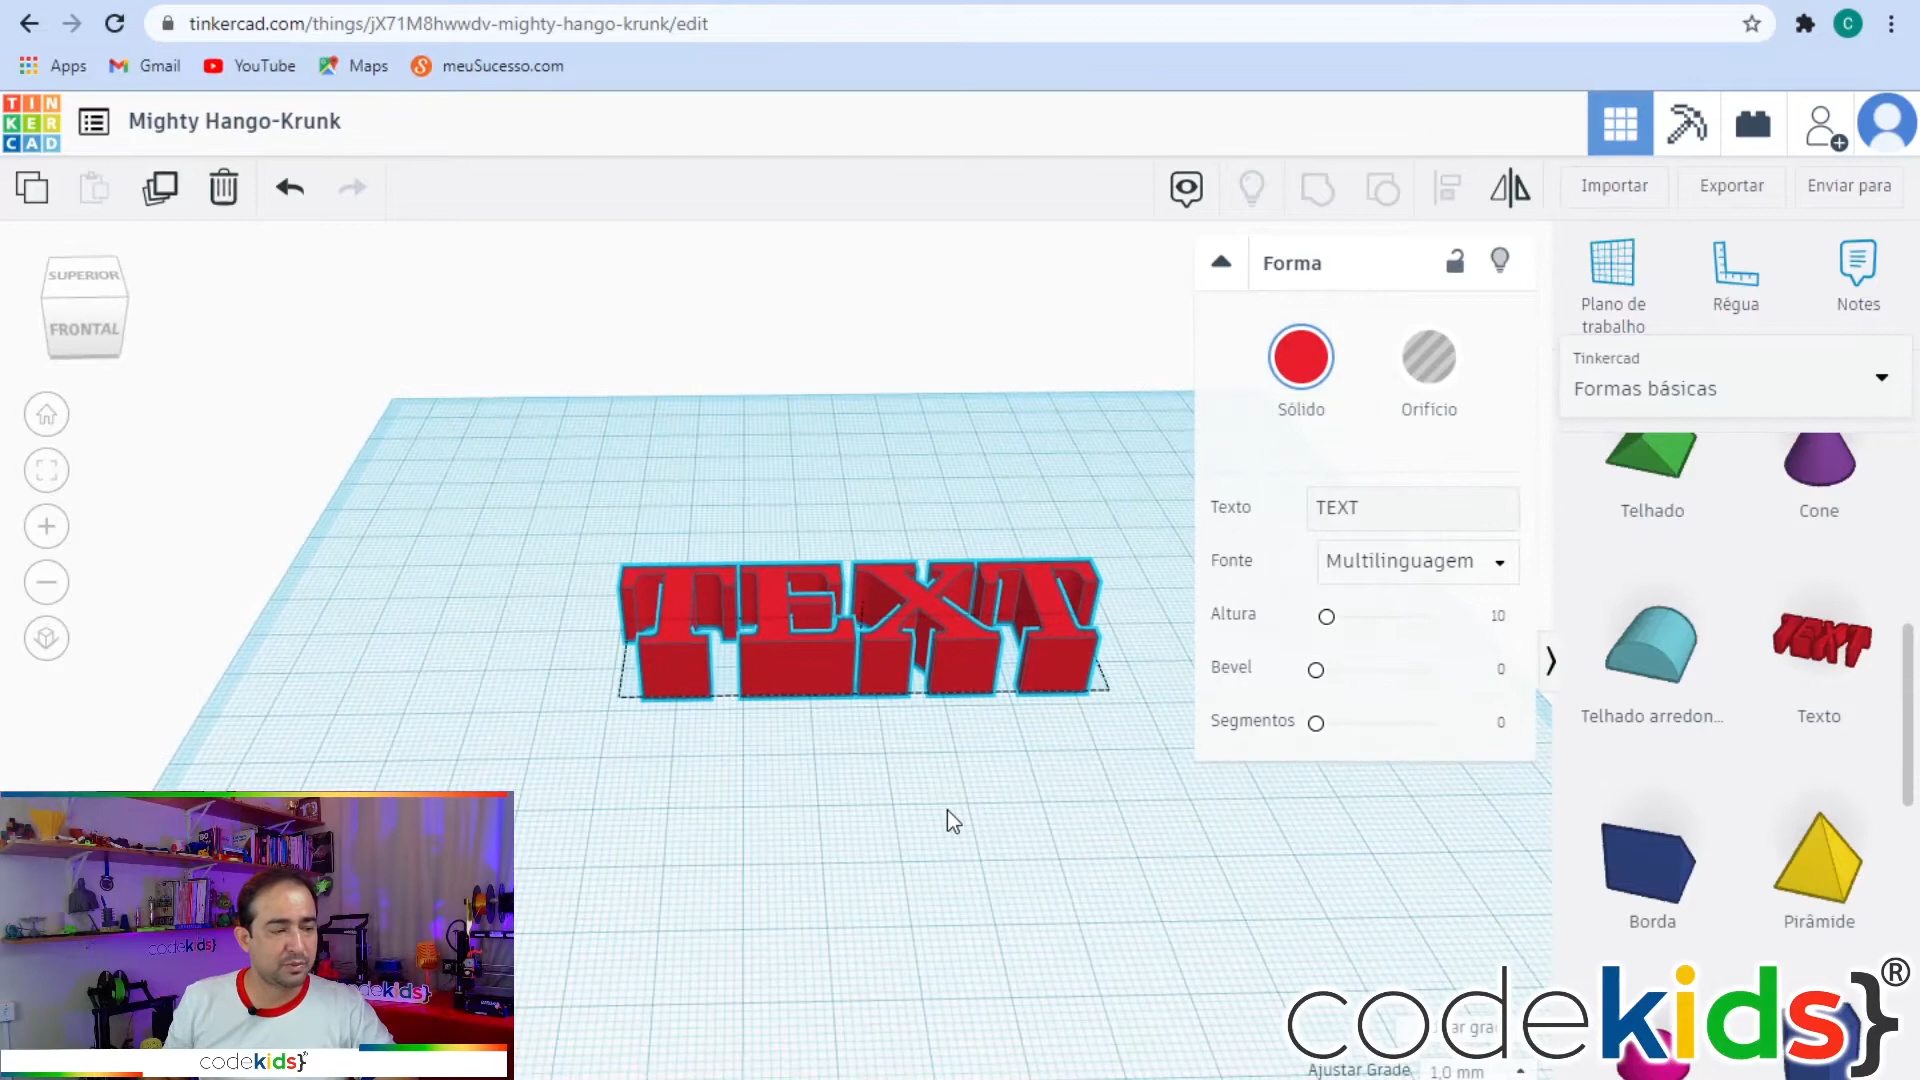 tinkercad.com/things/jX71M8hwwdv-mighty-hango-krunk/edit
C
Apps
Gmail
YouTube
Maps
meuSucesso.com
TIN
KER
CAD
Mighty Hango-Krunk
Importar
Exportar
Enviar para
SUPERIOR
FRONTAL
Forma
Sólido
Orifício
Texto
TEXT
Fonte
Multilinguagem
Altura
10
Bevel
0
Segmentos
0
Plano de
trabalho
Régua
Notes
Tinkercad
Formas básicas
Telhado
Cone
Telhado arredon...
TEXT
Texto
Borda
Pirâmide
TEXT
codekids}
codekids}
codekids}
codekids}®
Ajustar Grade
1,0 mm